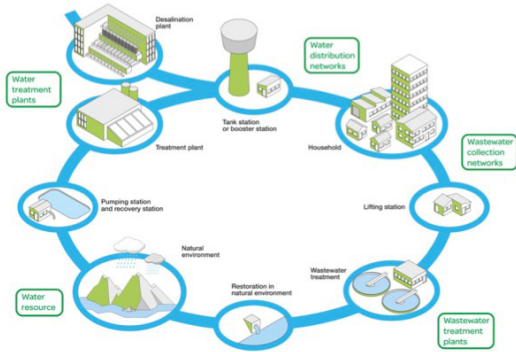 Desalination
plant
Water
treatment
plants
Treatment plant
Tank station
or booster station
Water
distribution
networks
Household
Wastewater
collection
networks
Pumping station
and recovery station
Lifting station
Natural
environment
Water
resource
Restoration in
natural environment
Wastewater
treatment
Wastewater
treatment
plants